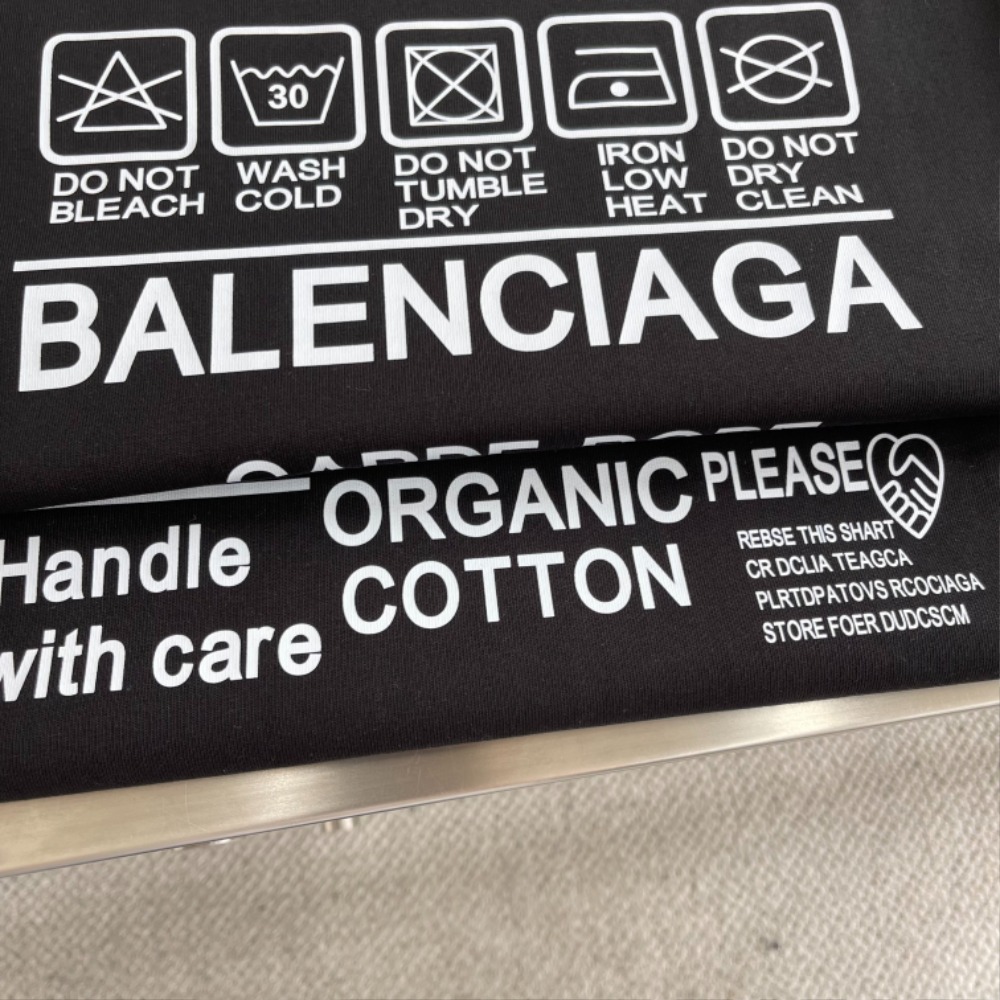 30
DO NOT
BLEACH
WASH
COLD
DO NOT
TUMBLE
DRY
IRON
LOW
HEAT
DO NOT
DRY
CLEAN
BALENCIAGA
Handle
with care
ORGANIC
COTTON
PLEASE
REBSE THIS SHART
CR DCLIA TEAGCA
PLRTDPATOVS RCOCIAGA
STORE FOER DUDCSCM